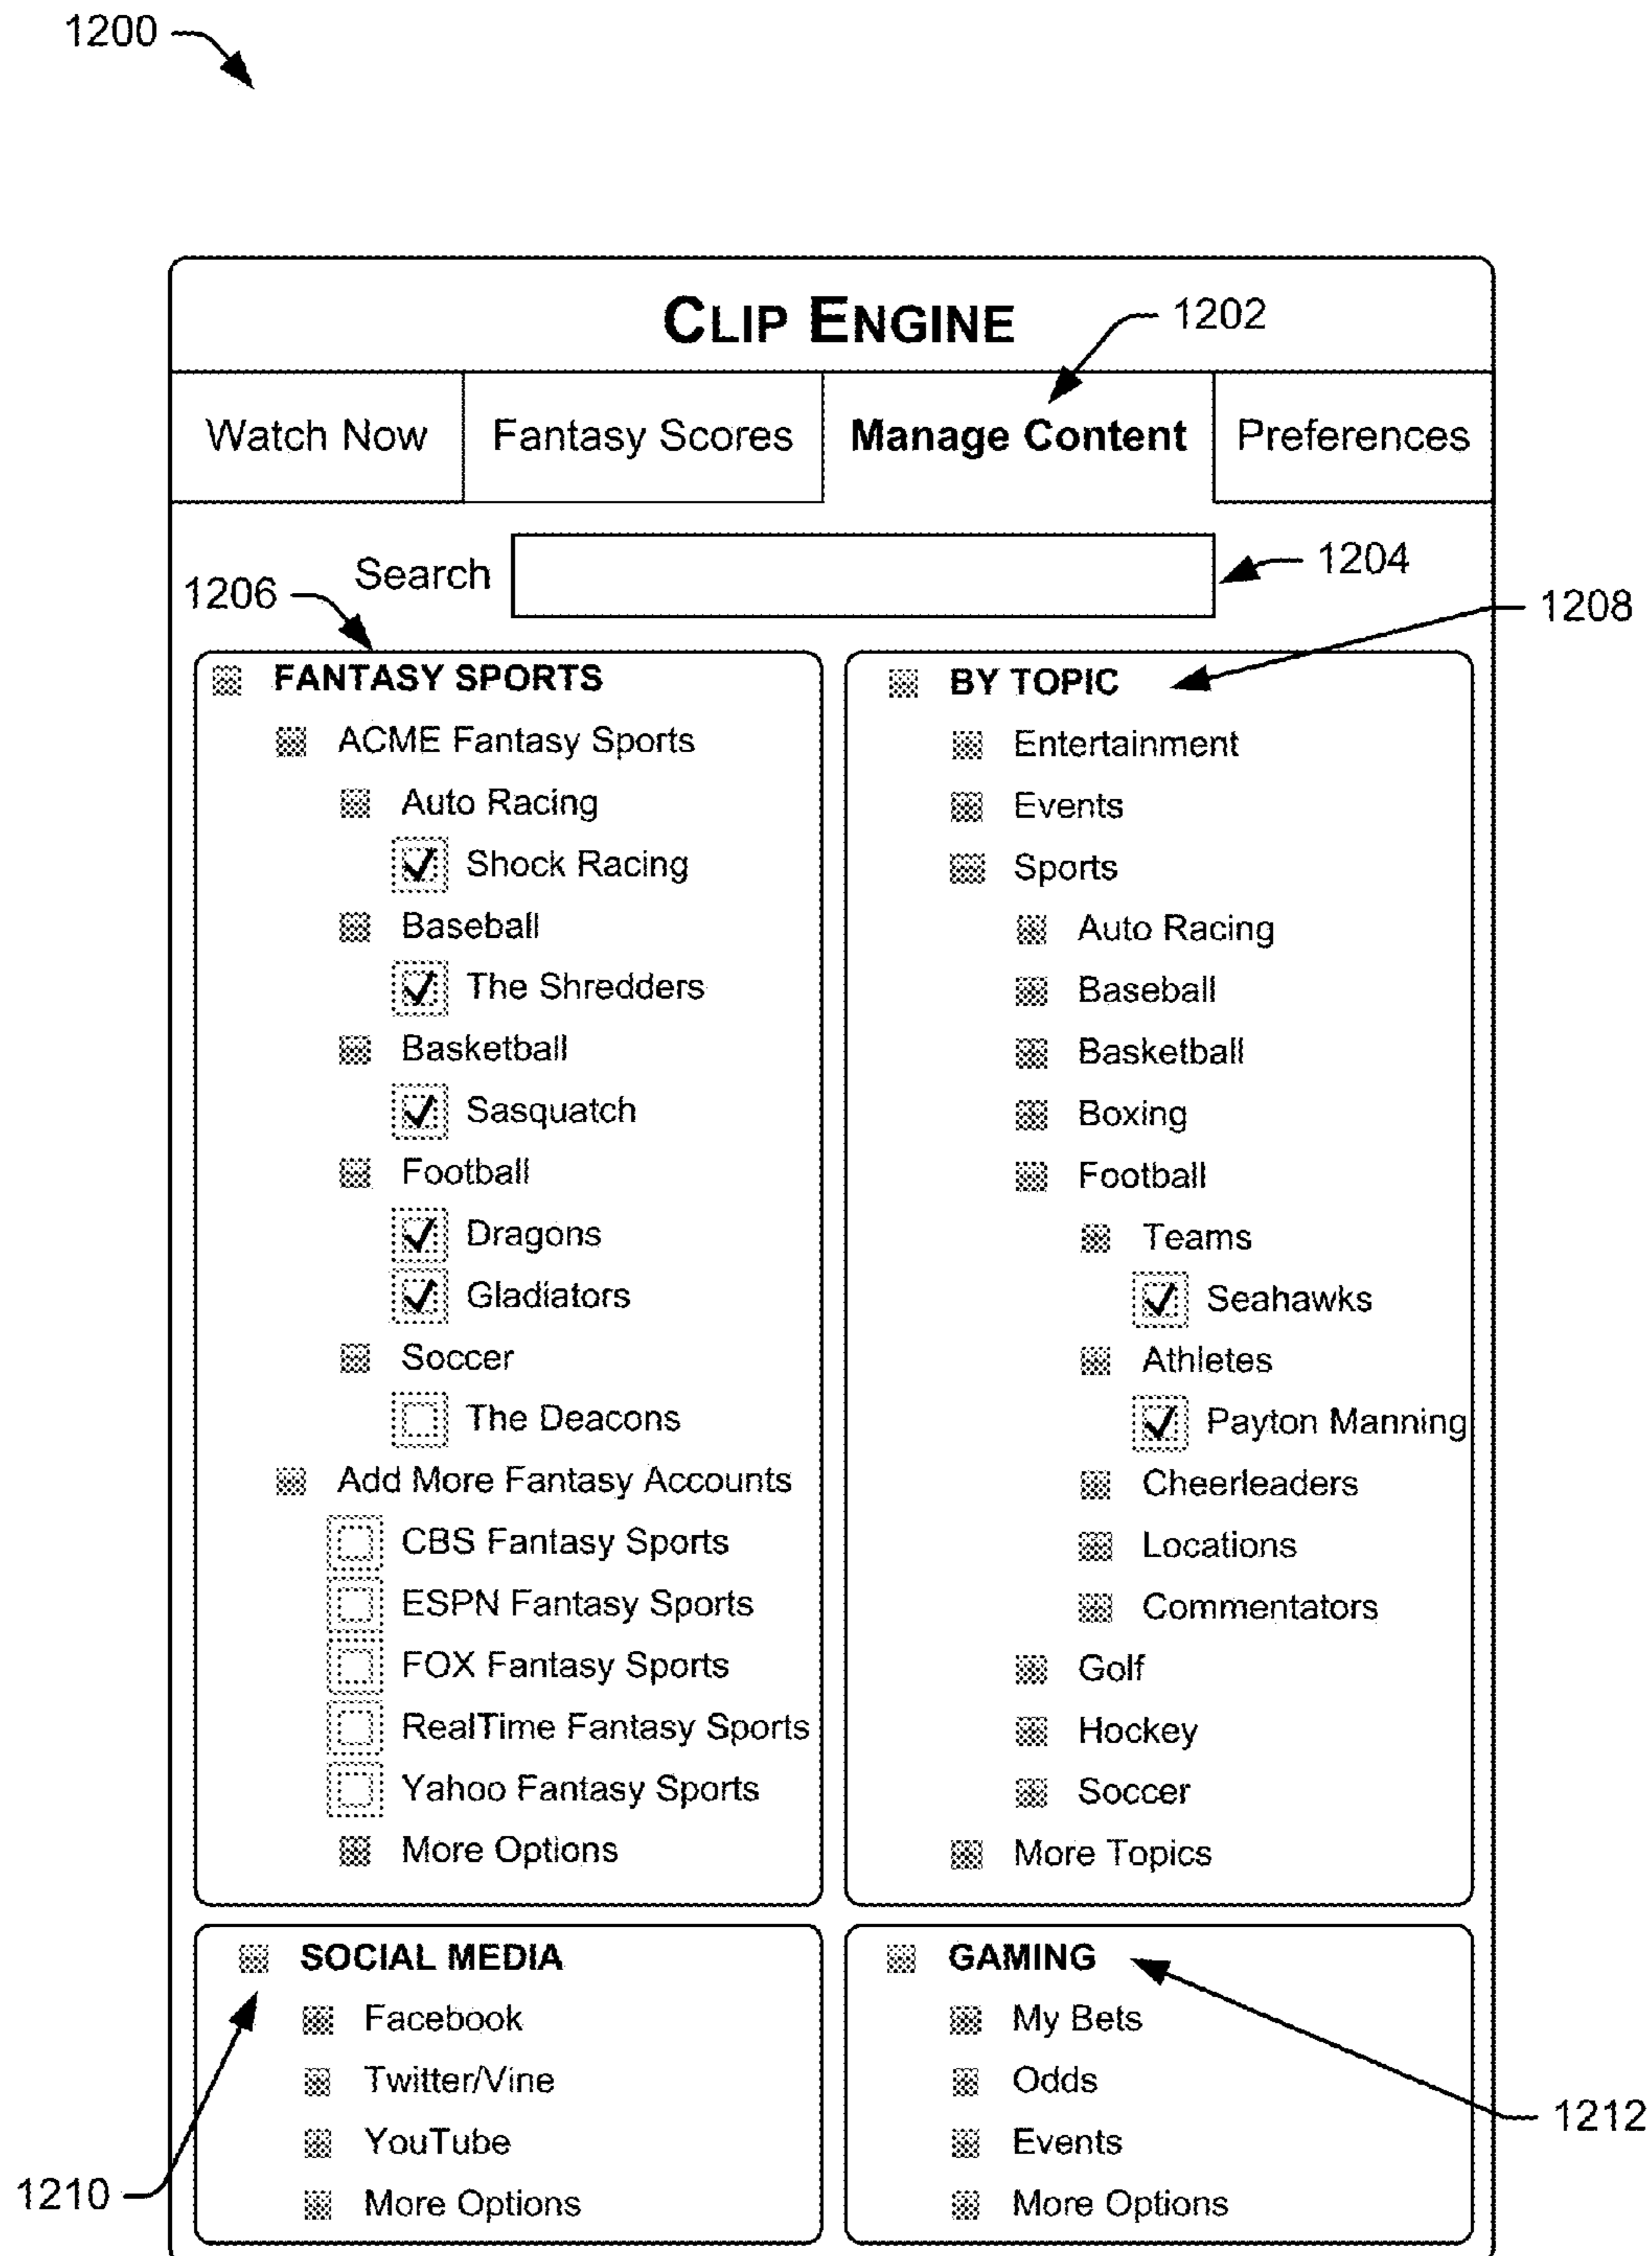 1200
CLIP ENGINE
1202
Watch Now
Fantasy Scores
Manage Content
Preferences
Search
1204
1206
1208
FANTASY SPORTS
ACME Fantasy Sports
Auto Racing
Shock Racing
Baseball
The Shredders
Basketball
Sasquatch
Football
Dragons
Gladiators
Soccer
The Deacons
Add More Fantasy Accounts
CBS Fantasy Sports
ESPN Fantasy Sports
FOX Fantasy Sports
RealTime Fantasy Sports
Yahoo Fantasy Sports
More Options
BY TOPIC
Entertainment
Events
Sports
Auto Racing
Baseball
Basketball
Boxing
Football
Teams
Seahawks
Athletes
Payton Manning
Cheerleaders
Locations
Commentators
Golf
Hockey
Soccer
More Topics
SOCIAL MEDIA
Facebook
Twitter/Vine
YouTube
More Options
1210
GAMING
My Bets
Odds
Events
More Options
1212